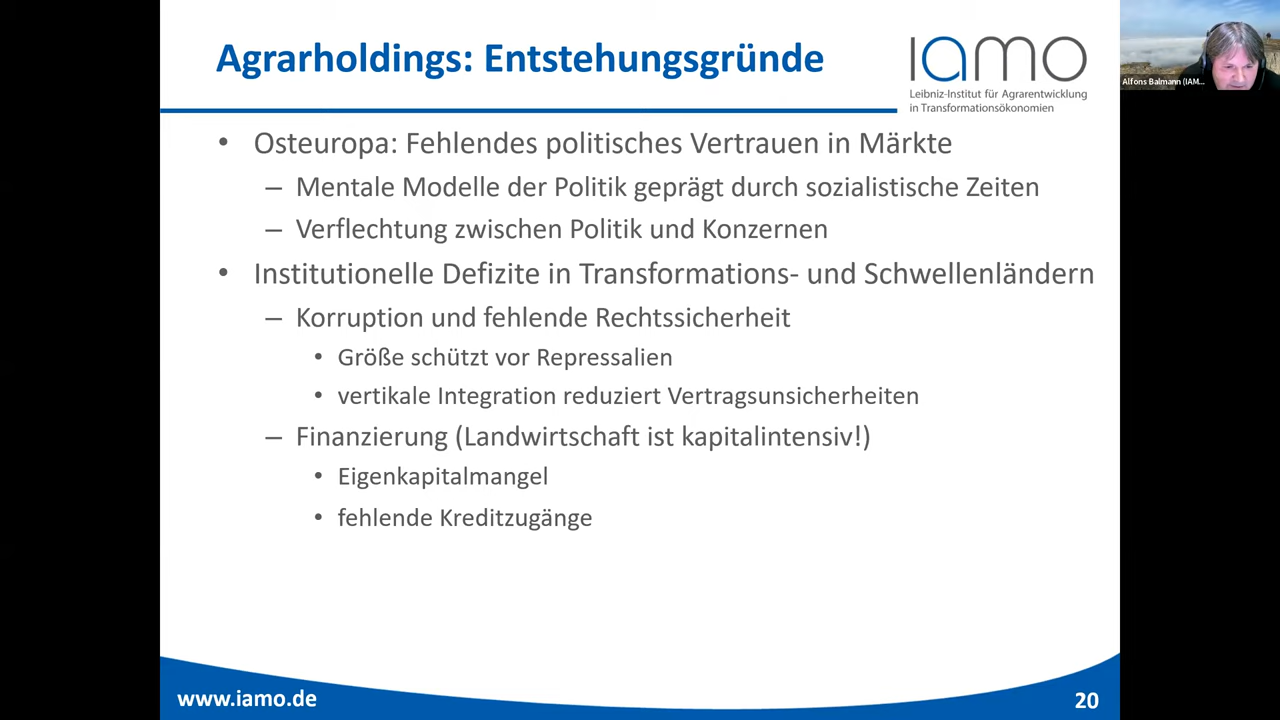 Agrarholdings: Entstehungsgründe
iamo
Leibniz-Institut für Agrarentwicklung
in Transformationsökonomien
Alfons Balmann (IAM...
• Osteuropa: Fehlendes politisches Vertrauen in Märkte
– Mentale Modelle der Politik geprägt durch sozialistische Zeiten
– Verflechtung zwischen Politik und Konzernen
• Institutionelle Defizite in Transformations- und Schwellenländern
– Korruption und fehlende Rechtssicherheit
• Größe schützt vor Repressalien
• vertikale Integration reduziert Vertragsunsicherheiten
– Finanzierung (Landwirtschaft ist kapitalintensiv!)
• Eigenkapitalmangel
• fehlende Kreditzugänge
www.iamo.de
20